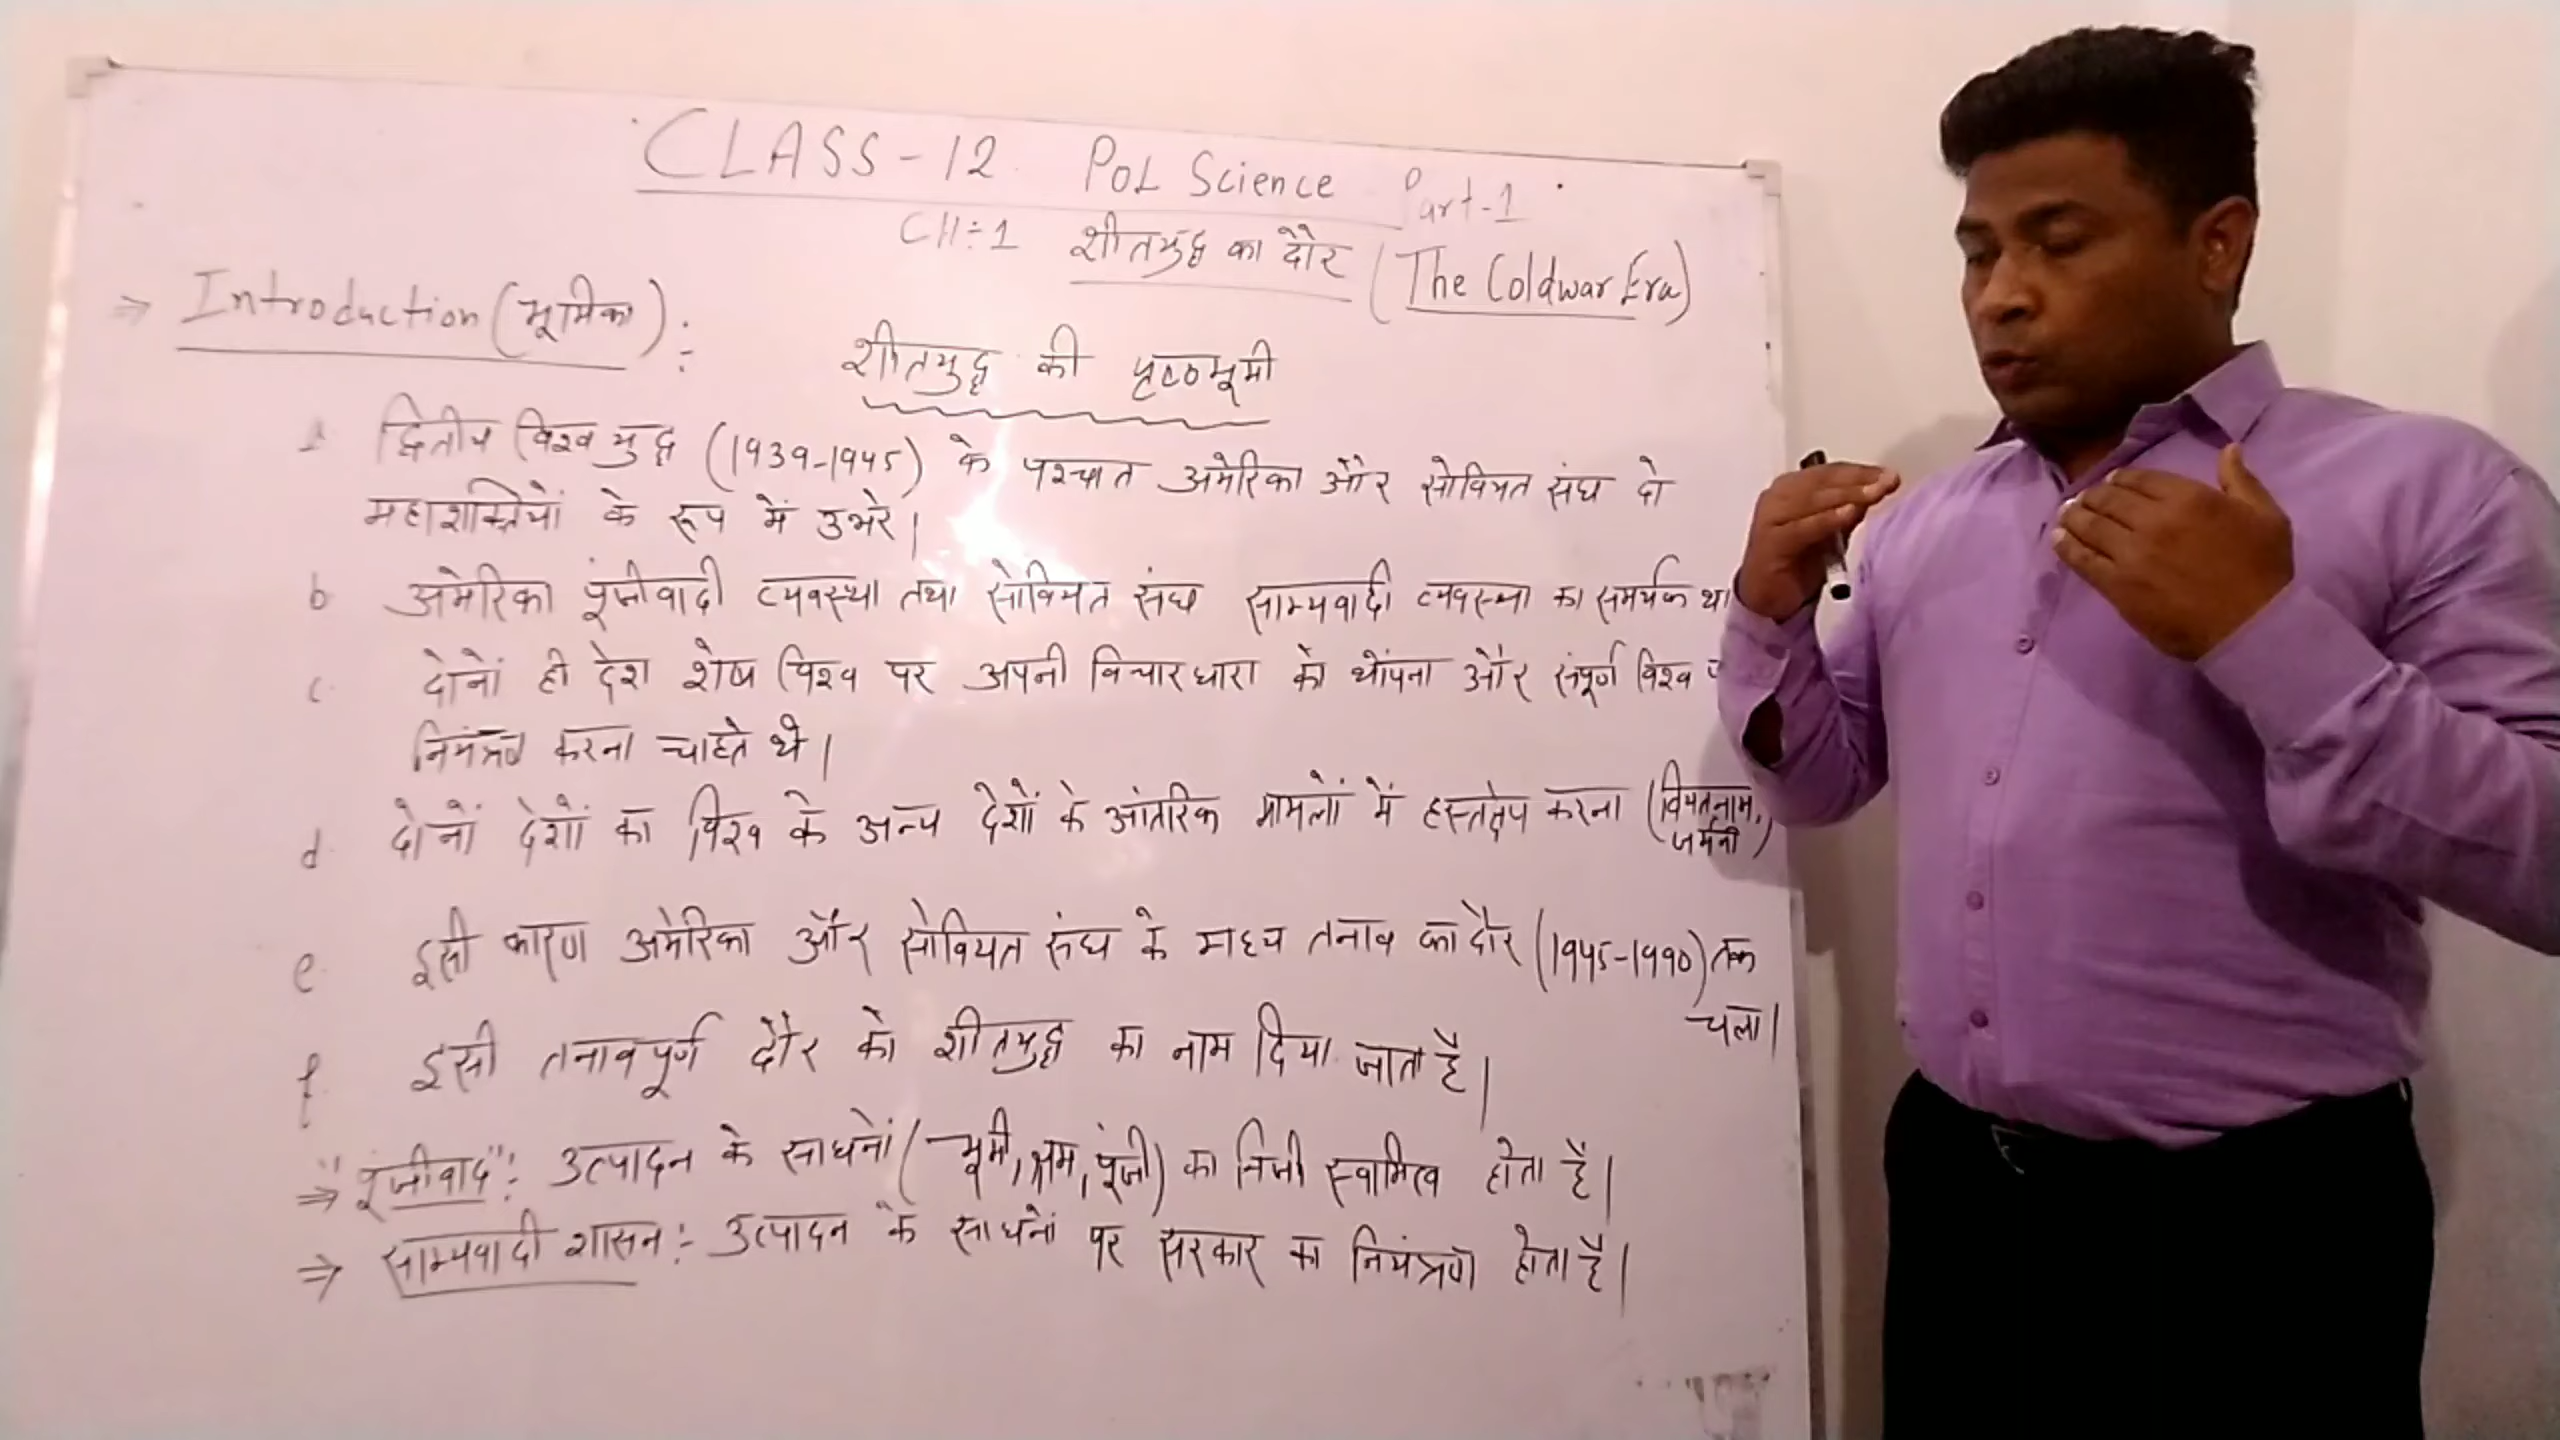 CLASS-12 Pol Science Part-1
CH:-1 शीतयुद्ध का दौर (The Coldwar Era)
⇒ Introduction (भूमिका) :-
शीतयुद्ध की पृष्ठभूमी
a द्वितीय विश्व युद्ध (1939-1945) के पश्चात अमेरिका और सोवियत संघ दो
महाशक्तियों के रूप में उभरे।
b अमेरिका पूंजीवादी व्यवस्था तथा सोवियत संघ साम्यवादी व्यवस्था का समर्थक था
c. दोनों ही देश शेष विश्व पर अपनी विचारधारा को थोंपना और संपूर्ण विश्व
नियंत्रण करना चाहते थे।
d. दोनों देशों का विश्व के अन्य देशों के आंतरिक मामलों में हस्तक्षेप करना (वियतनाम,
जर्मनी)
e. इसी कारण अमेरिका और सोवियत संघ के मध्य तनाव का दौर (1945-1990) तक
चला।
f. इसी तनावपूर्ण दौर को शीतयुद्ध का नाम दिया जाता है।
⇒ "पूंजीवाद":- उत्पादन के साधनों (भूमी, श्रम, पूंजी) का निजी स्वामित्व होता है।
⇒ साम्यवादी शासन:- उत्पादन के साधनों पर सरकार का नियंत्रण होता है।